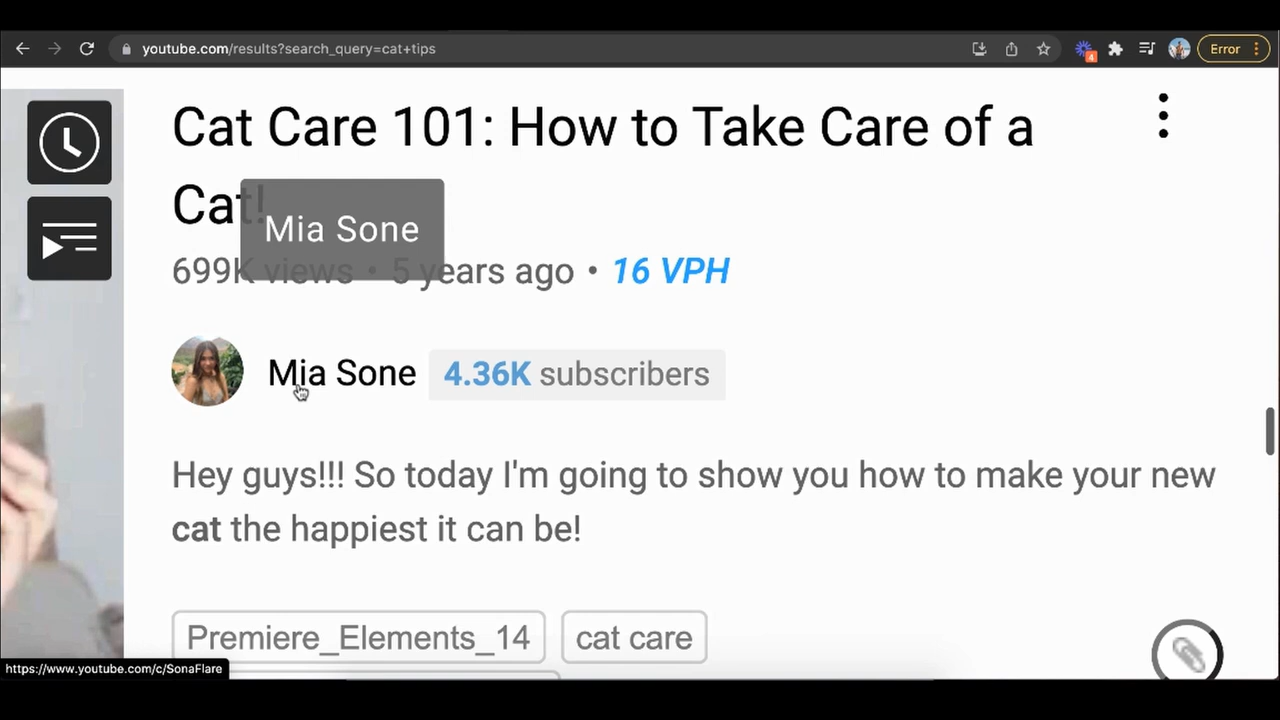 youtube.com/results?search_query=cat+tips
4
Error
Cat Care 101: How to Take Care of a
Cat!
Mia Sone
699K views • 5 years ago • 16 VPH
Mia Sone 4.36K subscribers
Hey guys!!! So today I'm going to show you how to make your new
cat the happiest it can be!
Premiere_Elements_14 cat care
https://www.youtube.com/c/SonaFlare